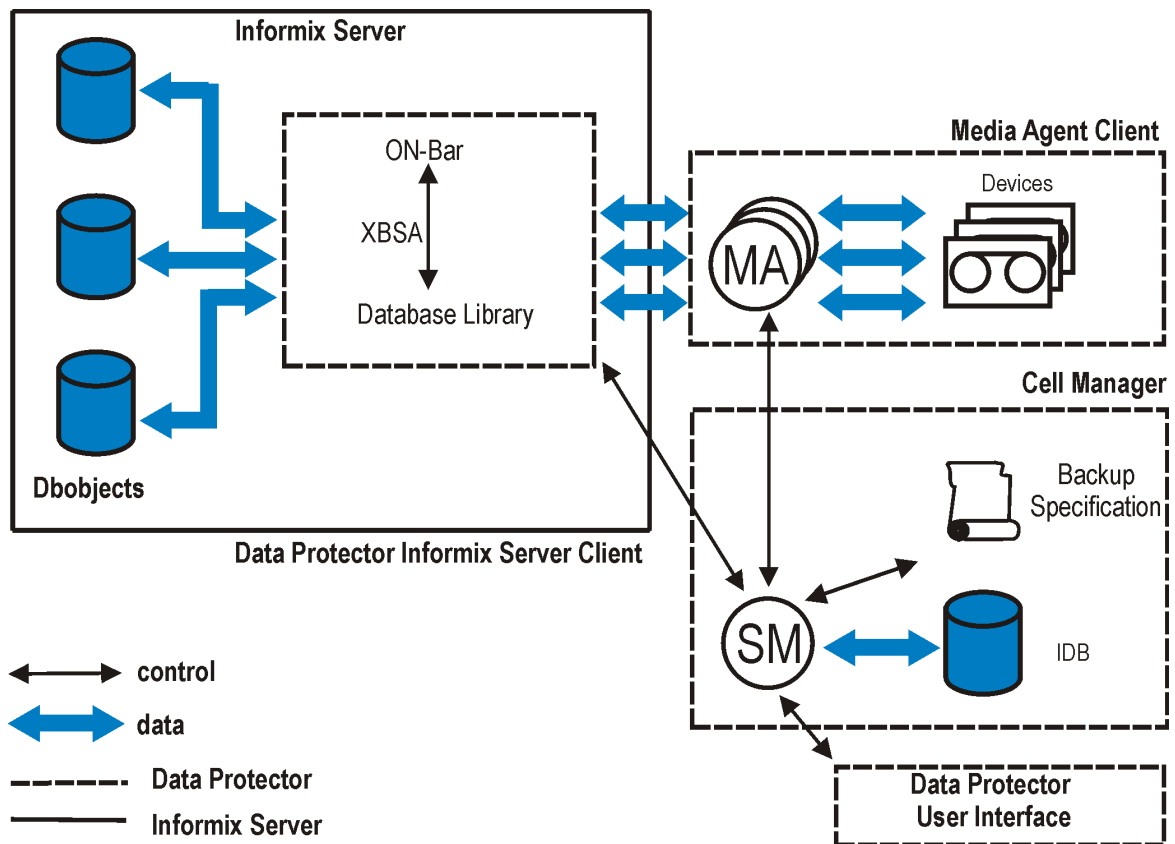 Informix Server
ON-Bar
XBSA
Database Library
Dbobjects
Data Protector Informix Server Client
Media Agent Client
Devices
MA
Cell Manager
Backup
Specification
SM
IDB
Data Protector
User Interface
control
data
Data Protector
Informix Server